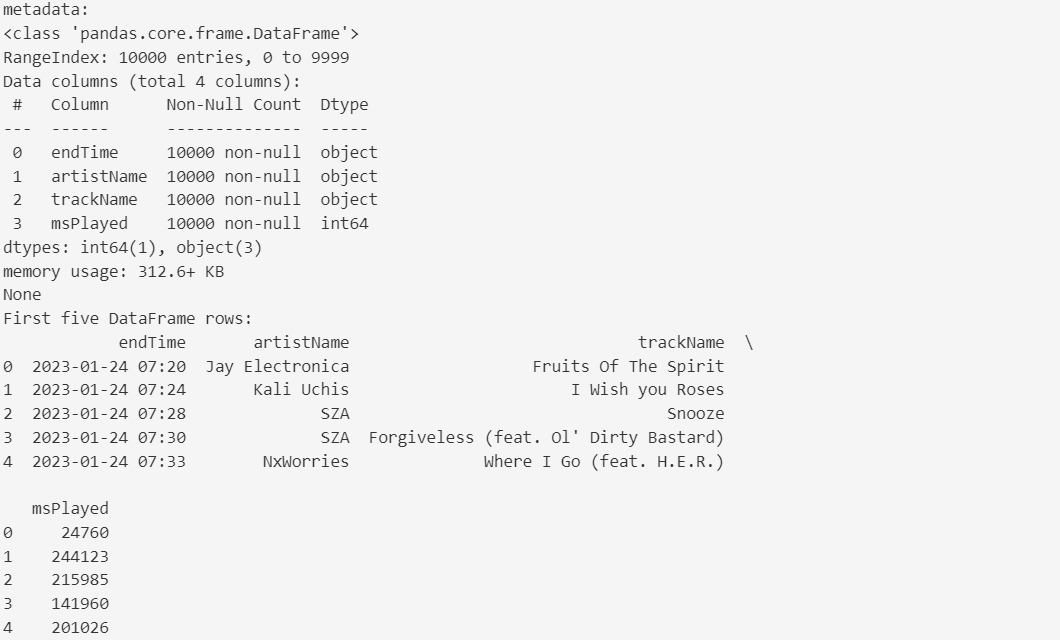 metadata:
<class 'pandas.core.frame.DataFrame'>
RangeIndex: 10000 entries, 0 to 9999
Data columns (total 4 columns):
 #   Column      Non-Null Count  Dtype
---  ------      --------------  -----
 0   endTime     10000 non-null  object
 1   artistName  10000 non-null  object
 2   trackName   10000 non-null  object
 3   msPlayed    10000 non-null  int64
dtypes: int64(1), object(3)
memory usage: 312.6+ KB
None
First five DataFrame rows:
            endTime       artistName                              trackName  \
0  2023-01-24 07:20  Jay Electronica                   Fruits Of The Spirit
1  2023-01-24 07:24       Kali Uchis                       I Wish you Roses
2  2023-01-24 07:28              SZA                                 Snooze
3  2023-01-24 07:30              SZA  Forgiveless (feat. Ol' Dirty Bastard)
4  2023-01-24 07:33         NxWorries              Where I Go (feat. H.E.R.)

   msPlayed
0     24760
1    244123
2    215985
3    141960
4    201026